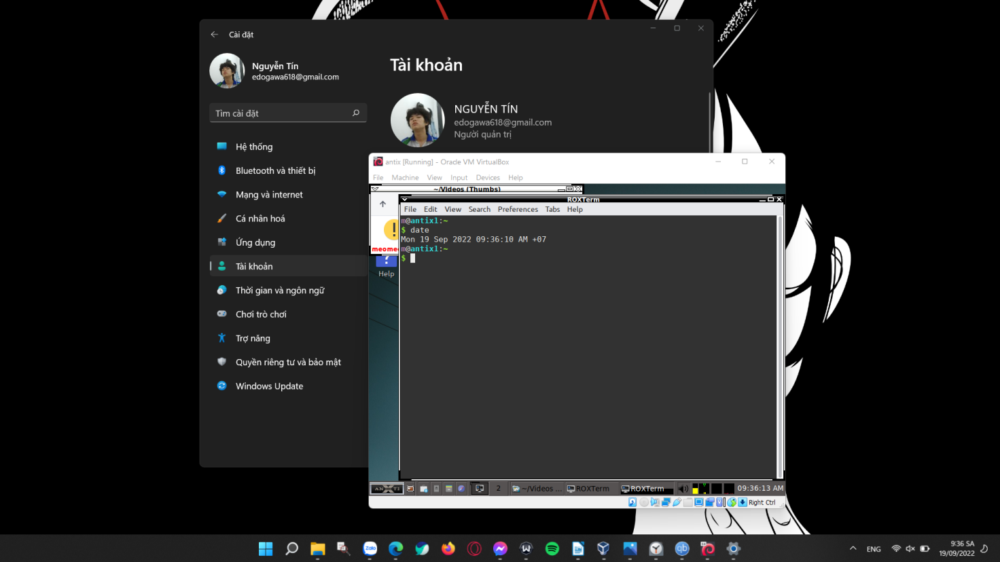 Cài đặt
Nguyễn Tín
edogawa618@gmail.com
Tìm cài đặt
Hệ thống
Bluetooth và thiết bị
Mạng và internet
Cá nhân hoá
Ứng dụng
Tài khoản
Thời gian và ngôn ngữ
Chơi trò chơi
Trợ năng
Quyền riêng tư và bảo mật
Windows Update
Tài khoản
NGUYỄN TÍN
edogawa618@gmail.com
Người quản trị
antix [Running] - Oracle VM VirtualBox
File Machine View Input Devices Help
~/Videos (Thumbs)
meome
Help
ROXTerm
File Edit View Search Preferences Tabs Help
m@antix1:~
$ date
Mon 19 Sep 2022 09:36:10 AM +07
m@antix1:~
$
2 ~/Videos ... ROXTerm ROXTerm 09:36:13 AM
Right Ctrl
Zalo
qb
ENG
9:36 SA
19/09/2022